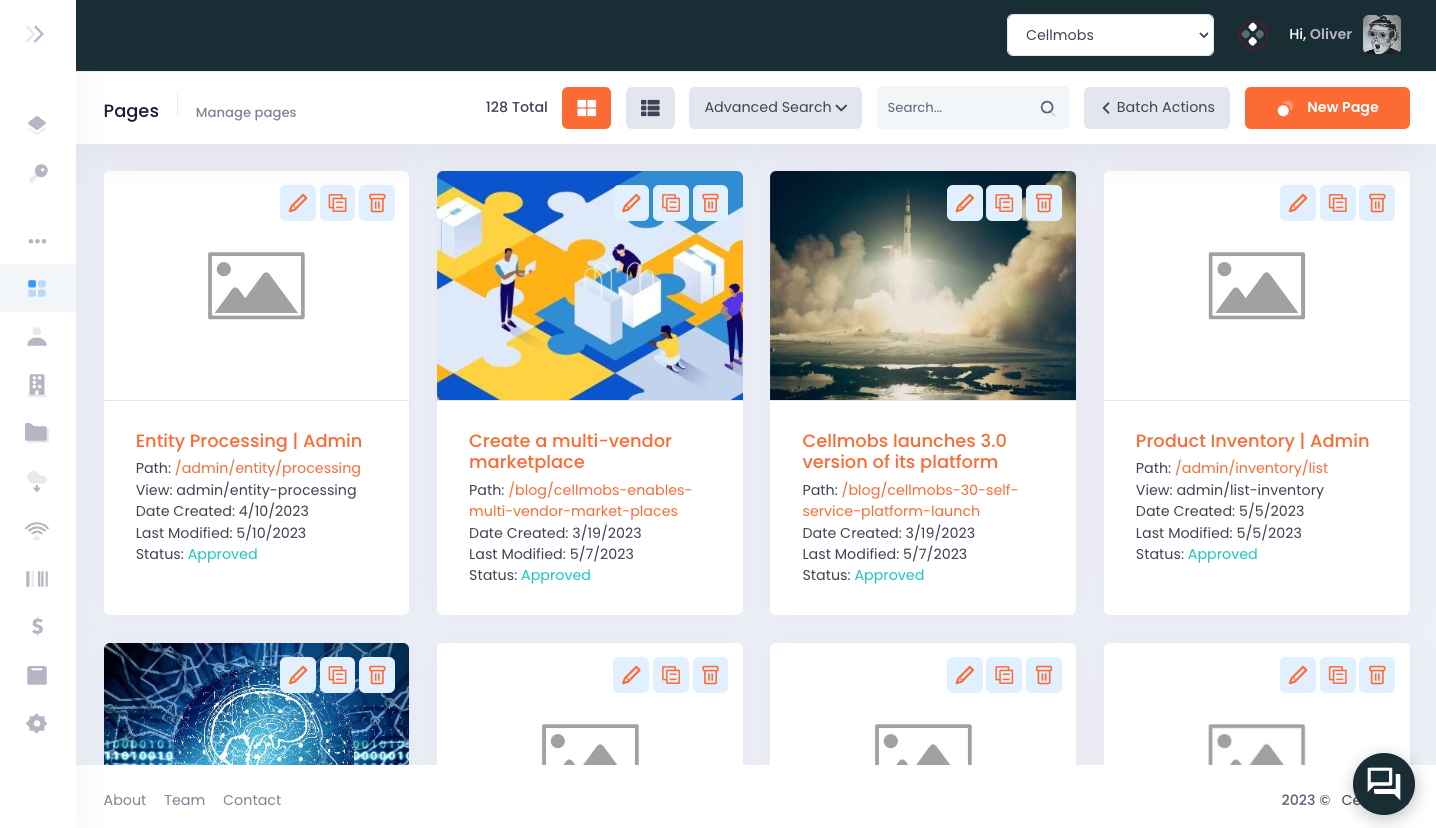 Cellmobs
Hi, Oliver
Pages
Manage pages
128 Total
Advanced Search
Search...
Batch Actions
New Page
Entity Processing | Admin
Path: /admin/entity/processing
View: admin/entity-processing
Date Created: 4/10/2023
Last Modified: 5/10/2023
Status: Approved
Create a multi-vendor
marketplace
Path: /blog/cellmobs-enables-
multi-vendor-market-places
Date Created: 3/19/2023
Last Modified: 5/7/2023
Status: Approved
Cellmobs launches 3.0
version of its platform
Path: /blog/cellmobs-30-self-
service-platform-launch
Date Created: 3/19/2023
Last Modified: 5/7/2023
Status: Approved
Product Inventory | Admin
Path: /admin/inventory/list
View: admin/list-inventory
Date Created: 5/5/2023
Last Modified: 5/5/2023
Status: Approved
About Team Contact
2023 ©